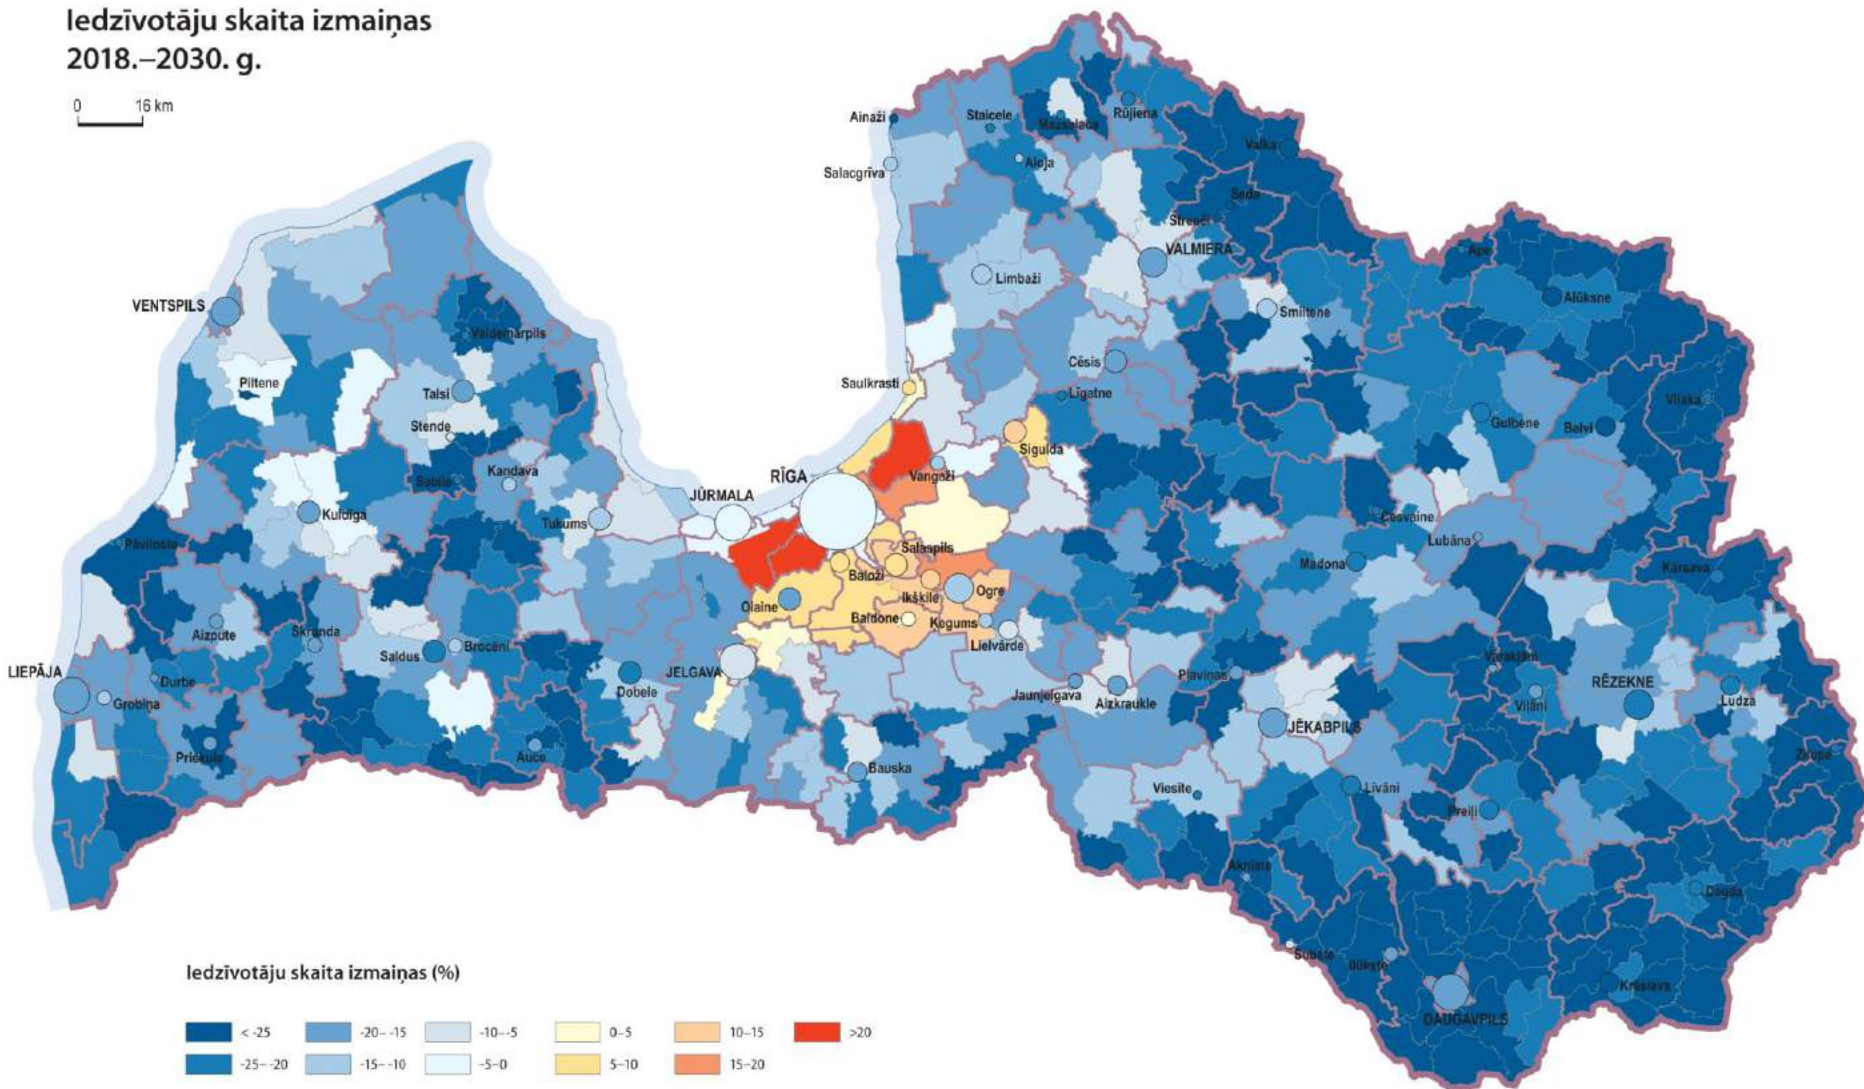 Iedzīvotāju skaita izmaiņas
2018.–2030. g.
0 16 km
Ainaži
Staicele
Mazsalaca
Rūjiena
Salacgrīva
Aloja
Valka
Seda
Strenči
VALMIERA
Ape
Limbaži
Alūksne
VENTSPILS
Smiltene
Valdemārpils
Cēsis
Piltene
Talsi
Saulkrasti
Līgatne
Viļaka
Stende
Gulbene
Balvi
Sigulda
Kandava
Vangaži
RĪGA
Sabile
JŪRMALA
Kuldīga
Tukums
Cesvaine
Pāvilosta
Salaspils
Lubāna
Madona
Baloži
Kārsava
Ikšķile
Ogre
Olaine
Aizpute
Baldone
Ķegums
Skrunda
Lielvārde
Saldus
Brocēni
Varakļāni
LIEPĀJA
JELGAVA
Pļaviņas
Durbe
RĒZEKNE
Dobele
Grobiņa
Jaunjelgava
Aizkraukle
Viļāni
Ludza
JĒKABPILS
Priekule
Auce
Zilupe
Bauska
Viesīte
Līvāni
Preiļi
Akniste
Dagda
Subate
Ilūkste
Krāslava
DAUGAVPILS
Iedzīvotāju skaita izmaiņas (%)
< -25 -20- -15 -10--5 0–5 10–15 >20
-25- -20 -15- -10 -5–0 5–10 15–20